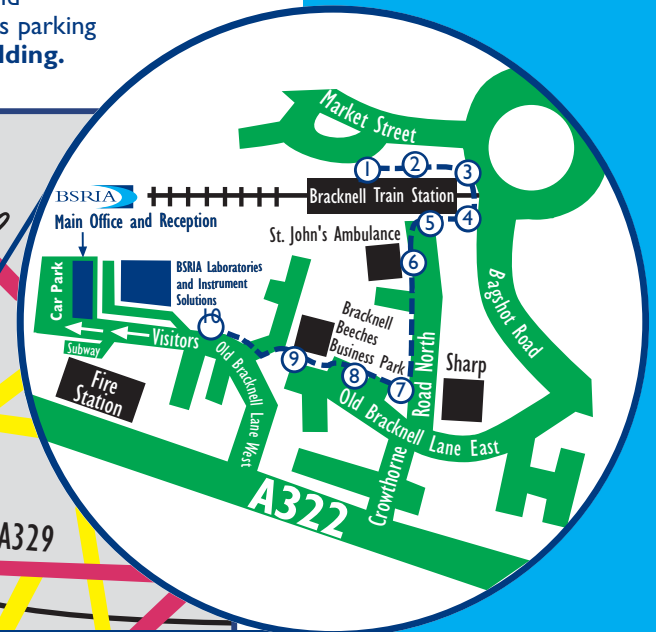 s parking
lding.
Market Street
1
2
3
BSRIA
Bracknell Train Station
4
5
Main Office and Reception
St. John's Ambulance
6
BSRIA Laboratories
and Instrument
Solutions
Car Park
10
Bagshot Road
Bracknell
Beeches
Business Park
Visitors
Subway
Old Bracknell Lane West
9
8
7
Road North
Sharp
Fire
Station
Old Bracknell Lane East
Crowthorne
A322
A329